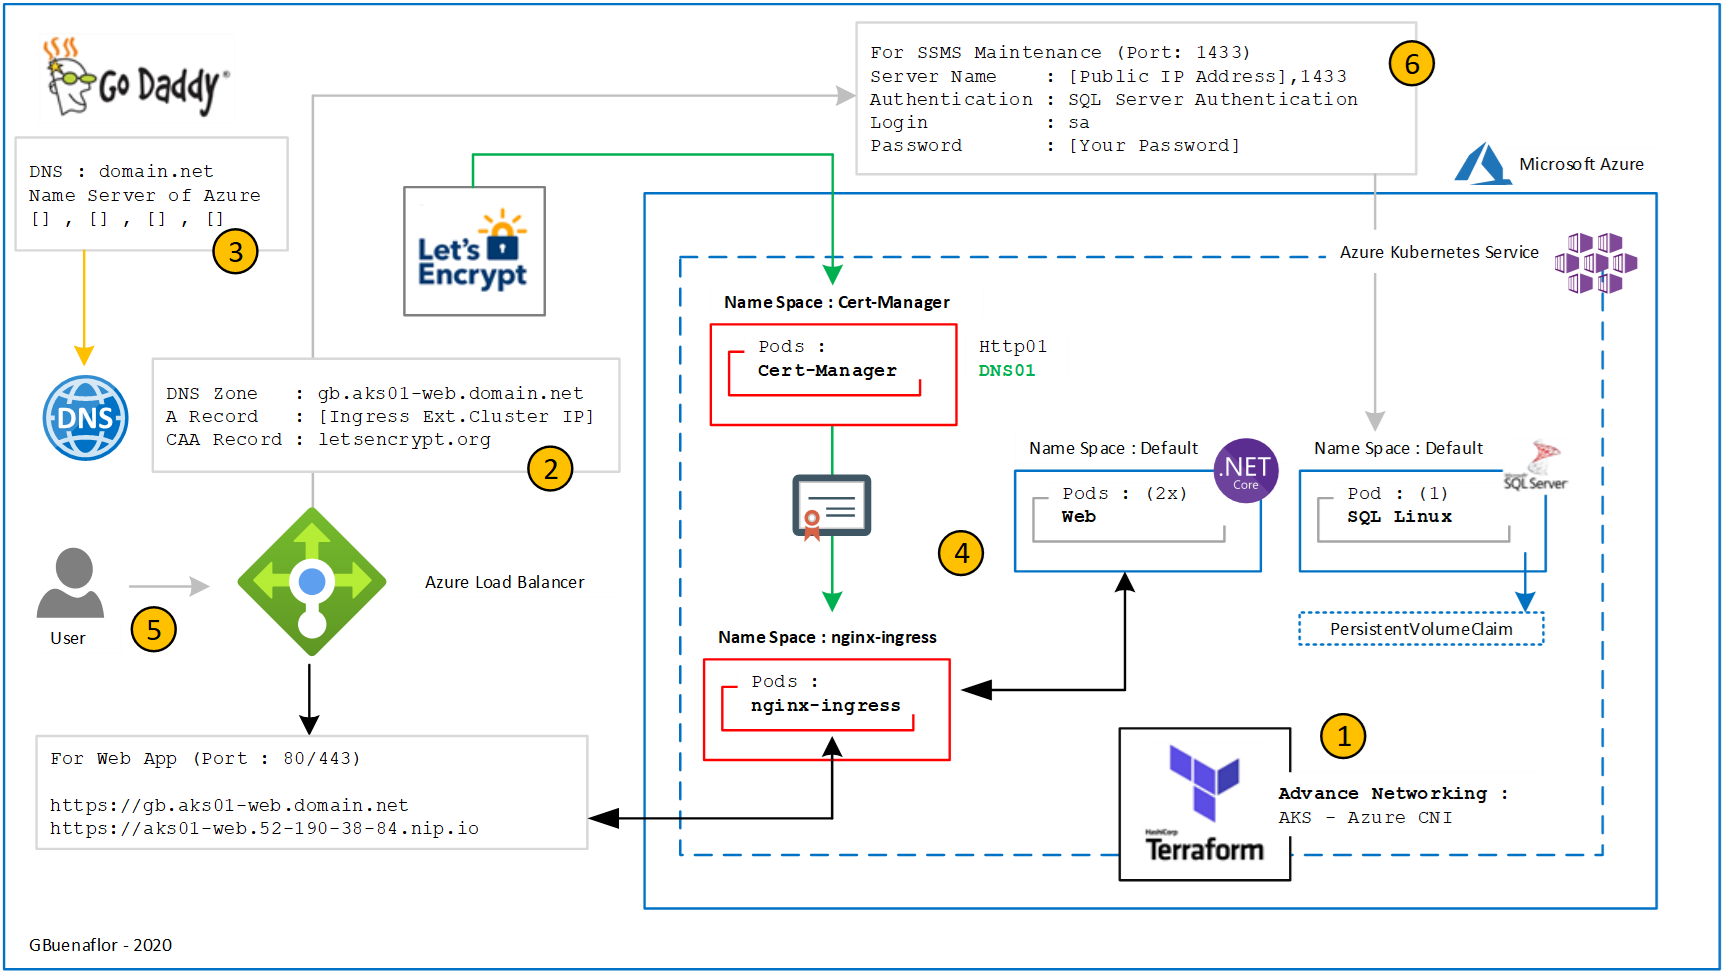 Go Daddy
DNS : domain.net
Name Server of Azure
[] , [] , [] , []
3
DNS
Let's
Encrypt
For SSMS Maintenance (Port: 1433)
Server Name : [Public IP Address],1433
Authentication : SQL Server Authentication
Login : sa
Password : [Your Password]
6
Microsoft Azure
Azure Kubernetes Service
DNS Zone : gb.aks01-web.domain.net
A Record : [Ingress Ext.Cluster IP]
CAA Record : letsencrypt.org
2
Name Space : Cert-Manager
Pods :
Cert-Manager
Http01
DNS01
Name Space : Default
.NET
Core
Pods : (2x)
Web
4
Name Space : Default
Microsoft
SQL Server
Pod : (1)
SQL Linux
PersistentVolumeClaim
User
5
Azure Load Balancer
Name Space : nginx-ingress
Pods :
nginx-ingress
For Web App (Port : 80/443)
https://gb.aks01-web.domain.net
https://aks01-web.52-190-38-84.nip.io
1
HashiCorp
Terraform
Advance Networking :
AKS - Azure CNI
GBuenaflor - 2020